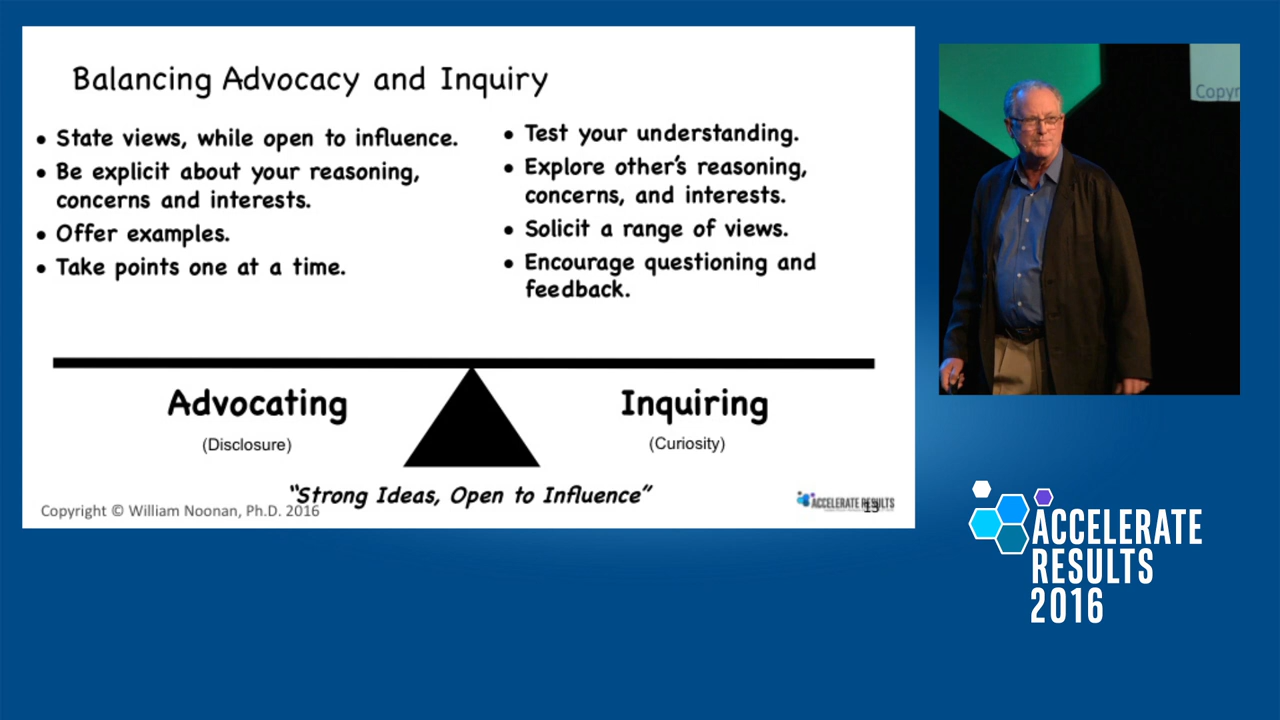 Balancing Advocacy and Inquiry
• State views, while open to influence.
• Be explicit about your reasoning,
concerns and interests.
• Offer examples.
• Take points one at a time.
• Test your understanding.
• Explore other's reasoning,
concerns, and interests.
• Solicit a range of views.
• Encourage questioning and
feedback.
Advocating
(Disclosure)
Inquiring
(Curiosity)
"Strong Ideas, Open to Influence"
Copyright © William Noonan, Ph.D. 2016
ACCELERATE RESULTS
13
Copyr
ACCELERATE
RESULTS
2016